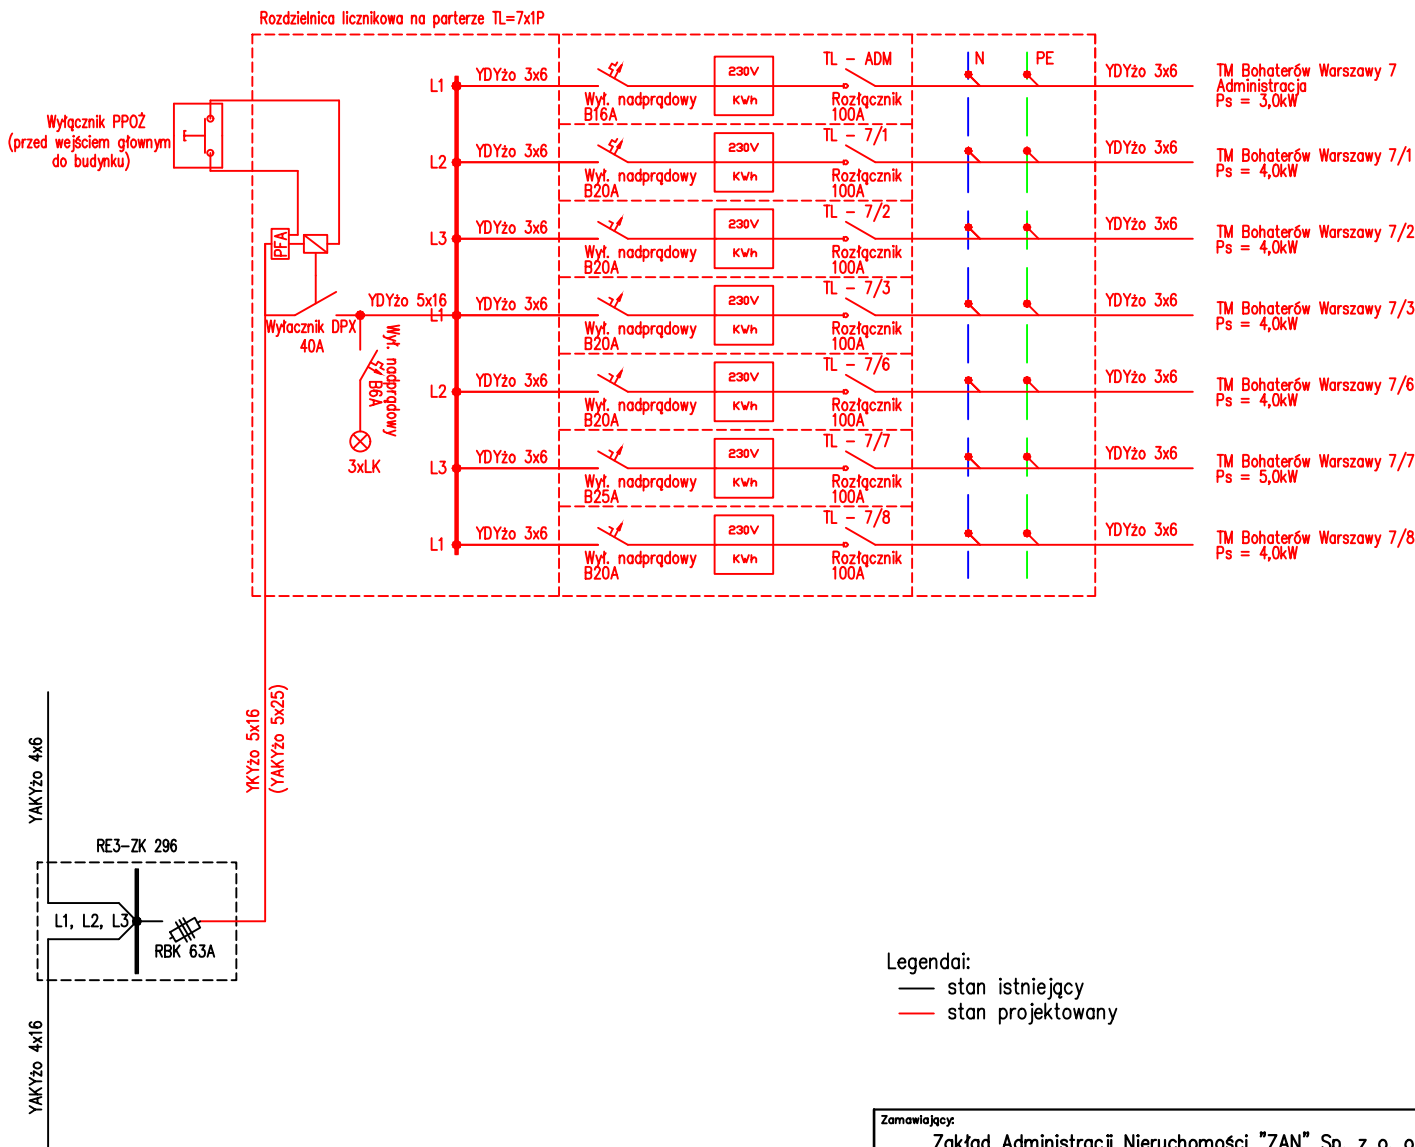 Rozdzielnica licznikowa na parterze TL=7x1P
Wyłącznik PPOŻ
(przed wejściem głownym
do budynku)
PFA
Wyłacznik DPX
40A
YDYżo 5x16
Wył. nadprądowy
B6A
3xLK
L1
YDYżo 3x6
Wył. nadprądowy
B16A
230V
KWh
TL - ADM
Rozłącznik
100A
N
PE
YDYżo 3x6
TM Bohaterów Warszawy 7
Administracja
Ps = 3,0kW
L2
YDYżo 3x6
Wył. nadprądowy
B20A
230V
KWh
TL - 7/1
Rozłącznik
100A
YDYżo 3x6
TM Bohaterów Warszawy 7/1
Ps = 4,0kW
L3
YDYżo 3x6
Wył. nadprądowy
B20A
230V
KWh
TL - 7/2
Rozłącznik
100A
YDYżo 3x6
TM Bohaterów Warszawy 7/2
Ps = 4,0kW
L1
YDYżo 3x6
Wył. nadprądowy
B20A
230V
KWh
TL - 7/3
Rozłącznik
100A
YDYżo 3x6
TM Bohaterów Warszawy 7/3
Ps = 4,0kW
L2
YDYżo 3x6
Wył. nadprądowy
B20A
230V
KWh
TL - 7/6
Rozłącznik
100A
YDYżo 3x6
TM Bohaterów Warszawy 7/6
Ps = 4,0kW
L3
YDYżo 3x6
Wył. nadprądowy
B25A
230V
KWh
TL - 7/7
Rozłącznik
100A
YDYżo 3x6
TM Bohaterów Warszawy 7/7
Ps = 5,0kW
L1
YDYżo 3x6
Wył. nadprądowy
B20A
230V
KWh
TL - 7/8
Rozłącznik
100A
YDYżo 3x6
TM Bohaterów Warszawy 7/8
Ps = 4,0kW
YKYżo 5x16
(YAKYżo 5x25)
YAKYżo 4x6
RE3-ZK 296
L1, L2, L3
RBK 63A
YAKYżo 4x16
Legendai:
stan istniejący
stan projektowany
Zamawiający:
Zakład Administracji Nieruchomości "ZAN" Sp. z o. o